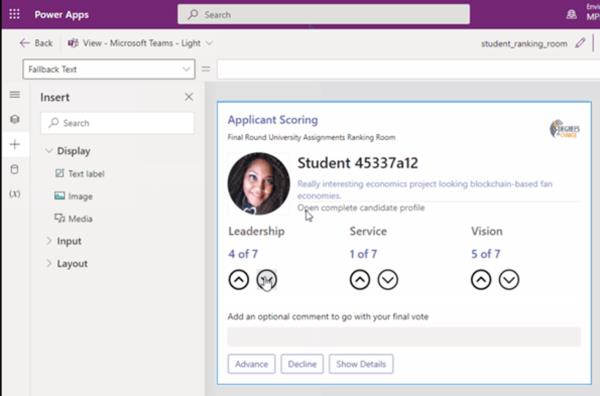 Power Apps
Search
Envi
MP
Back
View - Microsoft Teams - Light
student_ranking_room
Fallback Text
=
Insert
Search
Display
Text label
Image
Media
Input
Layout
(x)
Applicant Scoring
DEGREES
OF CHANGE
Final Round University Assignments Ranking Room
Student 45337a12
Really interesting economics project looking blockchain-based fan
economies.
Open complete candidate profile
Leadership
Service
Vision
4 of 7
1 of 7
5 of 7
Add an optional comment to go with your final vote
Advance
Decline
Show Details